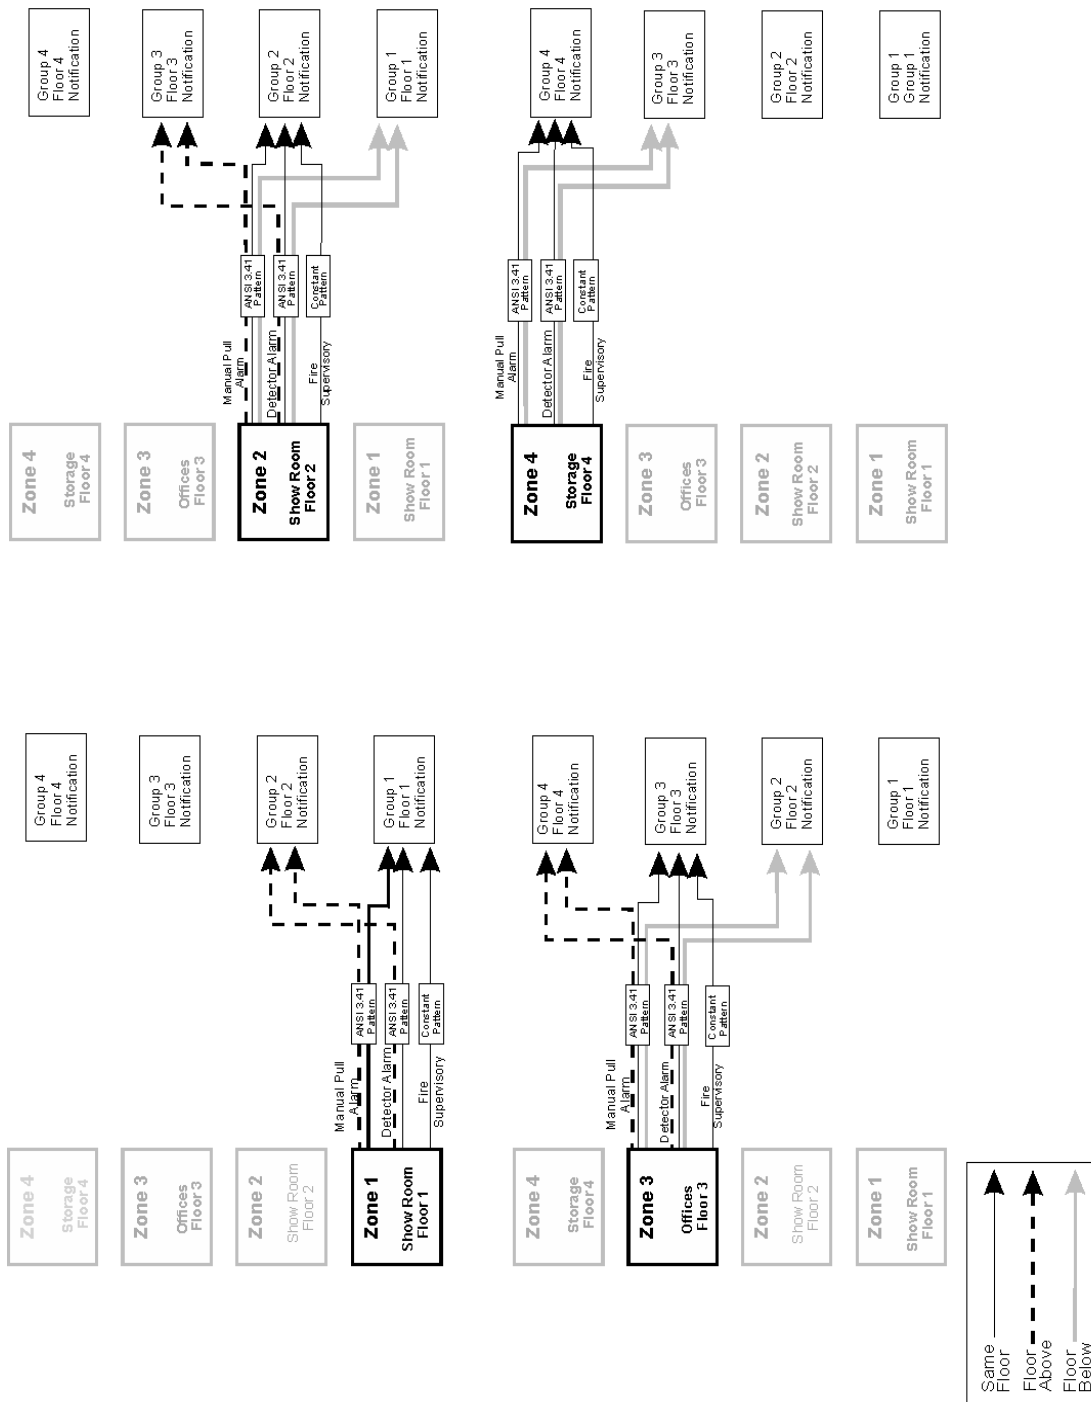 Zone 4
Storage
Floor 4
Zone 3
Offices
Floor 3
Zone 2
Show Room
Floor 2
Zone 1
Show Room
Floor 1
Manual Pull
Alarm
Detector Alarm
Fire
Supervisory
ANSI 3.41
Pattern
ANSI 3.41
Pattern
Constant
Pattern
Group 4
Floor 4
Notification
Group 3
Floor 3
Notification
Group 2
Floor 2
Notification
Group 1
Floor 1
Notification
Zone 4
Storage
Floor 4
Zone 3
Offices
Floor 3
Zone 2
Show Room
Floor 2
Zone 1
Show Room
Floor 1
Manual Pull
Alarm
Detector Alarm
Fire
Supervisory
ANSI 3.41
Pattern
ANSI 3.41
Pattern
Constant
Pattern
Group 4
Floor 4
Notification
Group 3
Floor 3
Notification
Group 2
Floor 2
Notification
Group 1
Floor 1
Notification
Zone 4
Storage
Floor 4
Zone 3
Offices
Floor 3
Zone 2
Show Room
Floor 2
Zone 1
Show Room
Floor 1
Manual Pull
Alarm
Detector Alarm
Fire
Supervisory
ANSI 3.41
Pattern
ANSI 3.41
Pattern
Constant
Pattern
Group 4
Floor 4
Notification
Group 3
Floor 3
Notification
Group 2
Floor 2
Notification
Group 1
Floor 1
Notification
Zone 4
Storage
Floor 4
Zone 3
Offices
Floor 3
Zone 2
Show Room
Floor 2
Zone 1
Show Room
Floor 1
Manual Pull
Alarm
Detector Alarm
Fire
Supervisory
ANSI 3.41
Pattern
ANSI 3.41
Pattern
Constant
Pattern
Group 4
Floor 4
Notification
Group 3
Floor 3
Notification
Group 2
Floor 2
Notification
Group 1
Group 1
Notification
Same
Floor
Floor
Above
Floor
Below